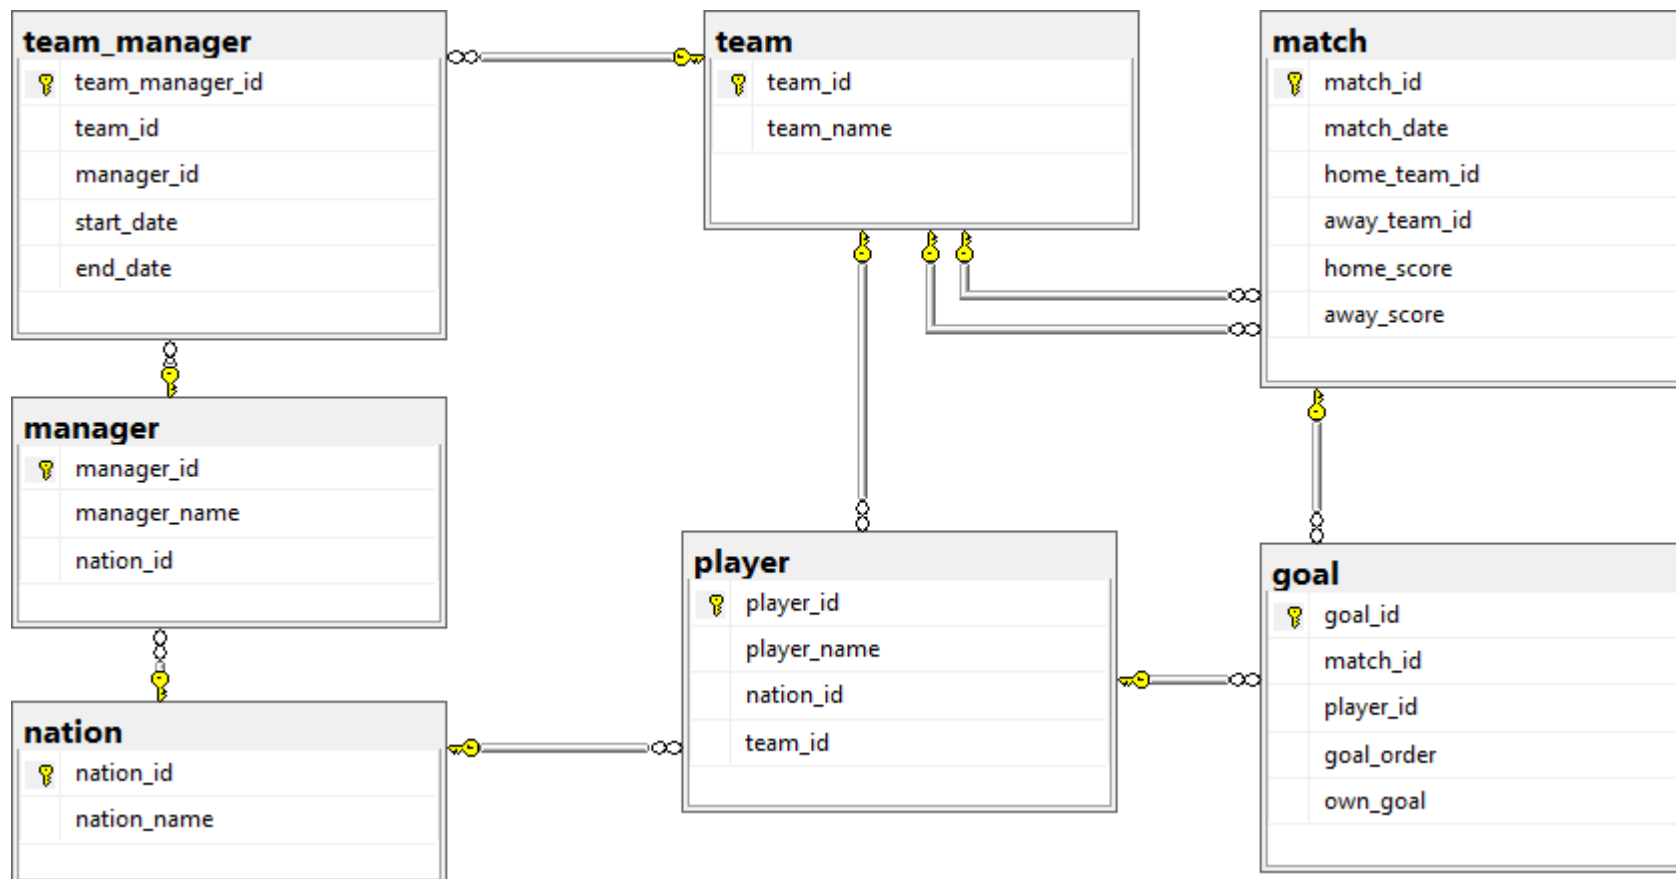 team_manager
team_manager_id
team_id
manager_id
start_date
end_date
team
team_id
team_name
match
match_id
match_date
home_team_id
away_team_id
home_score
away_score
manager
manager_id
manager_name
nation_id
player
player_id
player_name
nation_id
team_id
goal
goal_id
match_id
player_id
goal_order
own_goal
nation
nation_id
nation_name